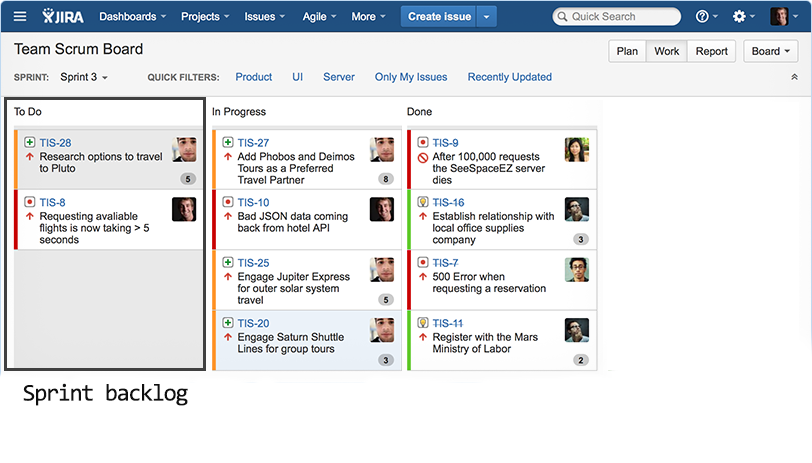 JIRA Dashboards Projects Issues Agile More Create issue Quick Search
Team Scrum Board
Plan Work Report Board
SPRINT: Sprint 3 QUICK FILTERS: Product UI Server Only My Issues Recently Updated
To Do
TIS-28
Research options to travel
to Pluto
5
TIS-8
Requesting avaliable
flights is now taking > 5
seconds
In Progress
TIS-27
Add Phobos and Deimos
Tours as a Preferred
Travel Partner
8
TIS-10
Bad JSON data coming
back from hotel API
TIS-25
Engage Jupiter Express
for outer solar system
travel
5
TIS-20
Engage Saturn Shuttle
Lines for group tours
3
Done
TIS-9
After 100,000 requests
the SeeSpaceEZ server
dies
TIS-16
Establish relationship with
local office supplies
company
3
TIS-7
500 Error when
requesting a reservation
TIS-11
Register with the Mars
Ministry of Labor
2
Sprint backlog